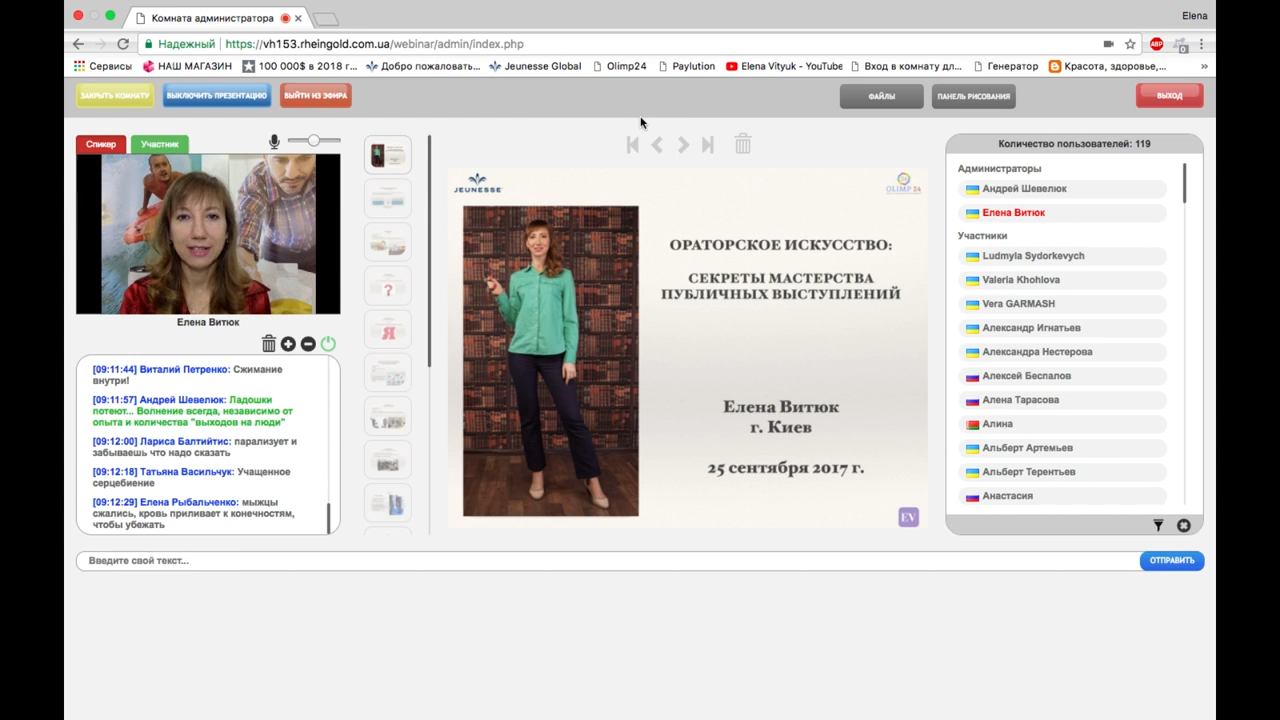 Комната администратора
Elena
Надежный
https://vh153.rheingold.com.ua/webinar/admin/index.php
ABP
0
Сервисы
НАШ МАГАЗИН
100 000$ в 2018 г...
Добро пожаловать...
Jeunesse Global
Olimp24
Paylution
Elena Vityuk - YouTube
Вход в комнату дл...
Генератор
Красота, здоровье,...
»
ЗАКРЫТЬ КОМНАТУ
ВЫКЛЮЧИТЬ ПРЕЗЕНТАЦИЮ
ВЫЙТИ ИЗ ЭФИРА
ФАЙЛЫ
ПАНЕЛЬ РИСОВАНИЯ
ВЫХОД
Спикер
Участник
Елена Витюк
[09:11:44] Виталий Петренко: Сжимание
внутри!
[09:11:57] Андрей Шевелюк: Ладошки
потеют... Волнение всегда, независимо от
опыта и количества "выходов на люди"
[09:12:00] Лариса Балтийтис: парализует и
забываешь что надо сказать
[09:12:18] Татьяна Васильчук: Учащенное
серцебиение
[09:12:29] Елена Рыбальченко: мыжцы
сжались, кровь приливает к конечностям,
чтобы убежать
?
Я
JEUNESSE
OLIMP 24
ОРАТОРСКОЕ ИСКУССТВО:
СЕКРЕТЫ МАСТЕРСТВА
ПУБЛИЧНЫХ ВЫСТУПЛЕНИЙ
Елена Витюк
г. Киев
25 сентября 2017 г.
EV
Количество пользователей: 119
Администраторы
Андрей Шевелюк
Елена Витюк
Участники
Ludmyla Sydorkevych
Valeria Khohlova
Vera GARMASH
Александр Игнатьев
Александра Нестерова
Алексей Беспалов
Алена Тарасова
Алина
Альберт Артемьев
Альберт Терентьев
Анастасия
Введите свой текст...
ОТПРАВИТЬ